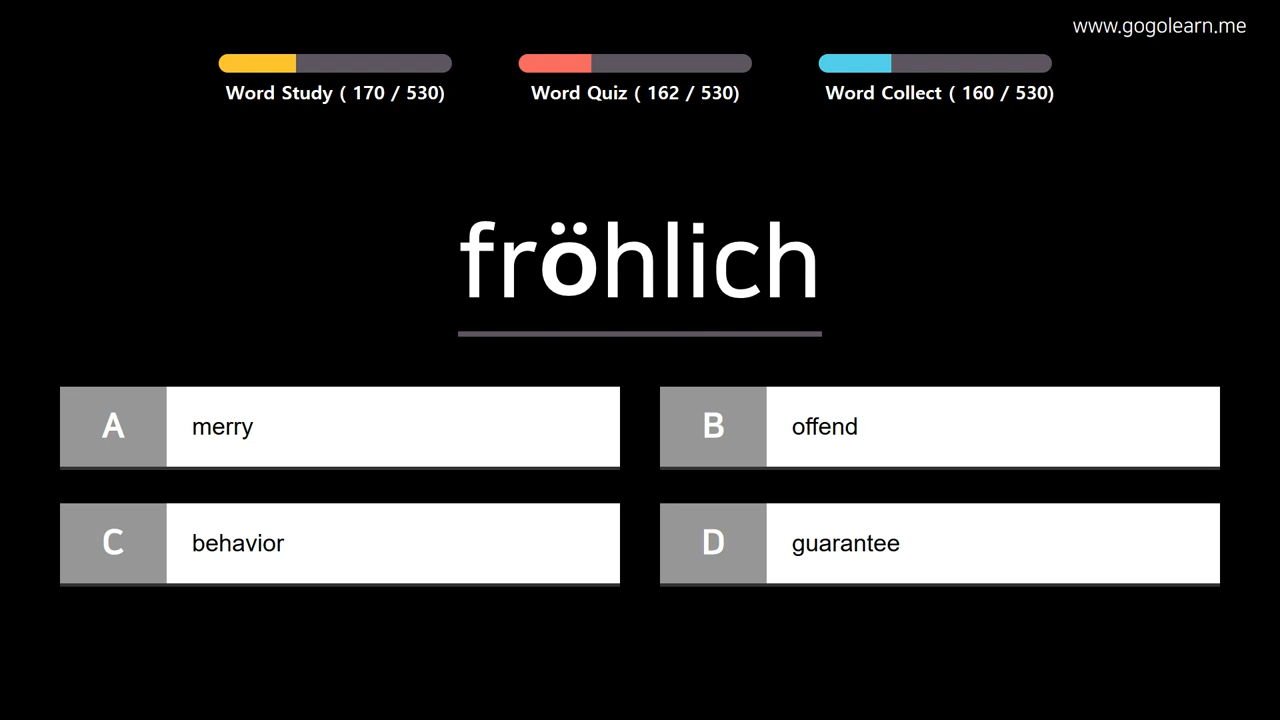 www.gogolearn.me
Word Study ( 170 / 530)
Word Quiz ( 162 / 530)
Word Collect ( 160 / 530)
fröhlich
A merry
B offend
C behavior
D guarantee